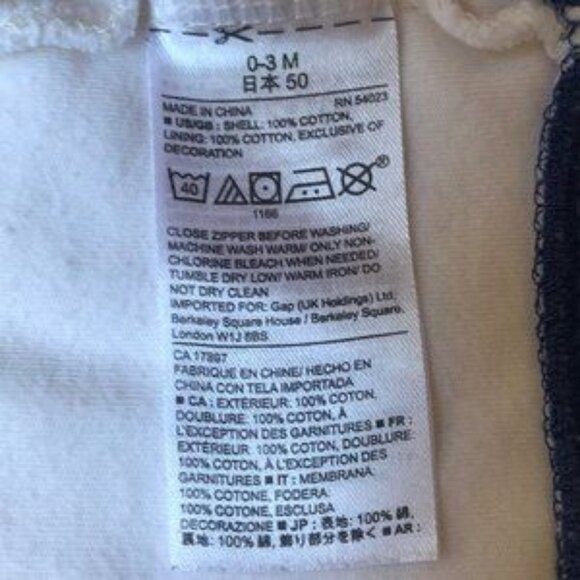 0-3 M
日本 50
MADE IN CHINA RN 54023
■ US/GB : SHELL: 100% COTTON,
LINING: 100% COTTON, EXCLUSIVE OF
DECORATION
40
1166
CLOSE ZIPPER BEFORE WASHING/
MACHINE WASH WARM/ ONLY NON-
CHLORINE BLEACH WHEN NEEDED/
TUMBLE DRY LOW/ WARM IRON/ DO
NOT DRY CLEAN
IMPORTED FOR: Gap (UK Holdings) Ltd,
Berkeley Square House / Berkeley Square,
London W1J 6BS
CA 17897
FABRIQUE EN CHINE/ HECHO EN
CHINA CON TELA IMPORTADA
■ CA : EXTÉRIEUR: 100% COTON,
DOUBLURE: 100% COTON, À
L'EXCEPTION DES GARNITURES ■ FR :
EXTÉRIEUR: 100% COTON, DOUBLURE:
100% COTON, À L'EXCEPTION DES
GARNITURES ■ IT : MEMBRANA:
100% COTONE, FODERA:
100% COTONE, ESCLUSA
DECORAZIONE ■ JP : 表地: 100% 綿,
裏地: 100% 綿, 飾り部分を除く ■ AR :